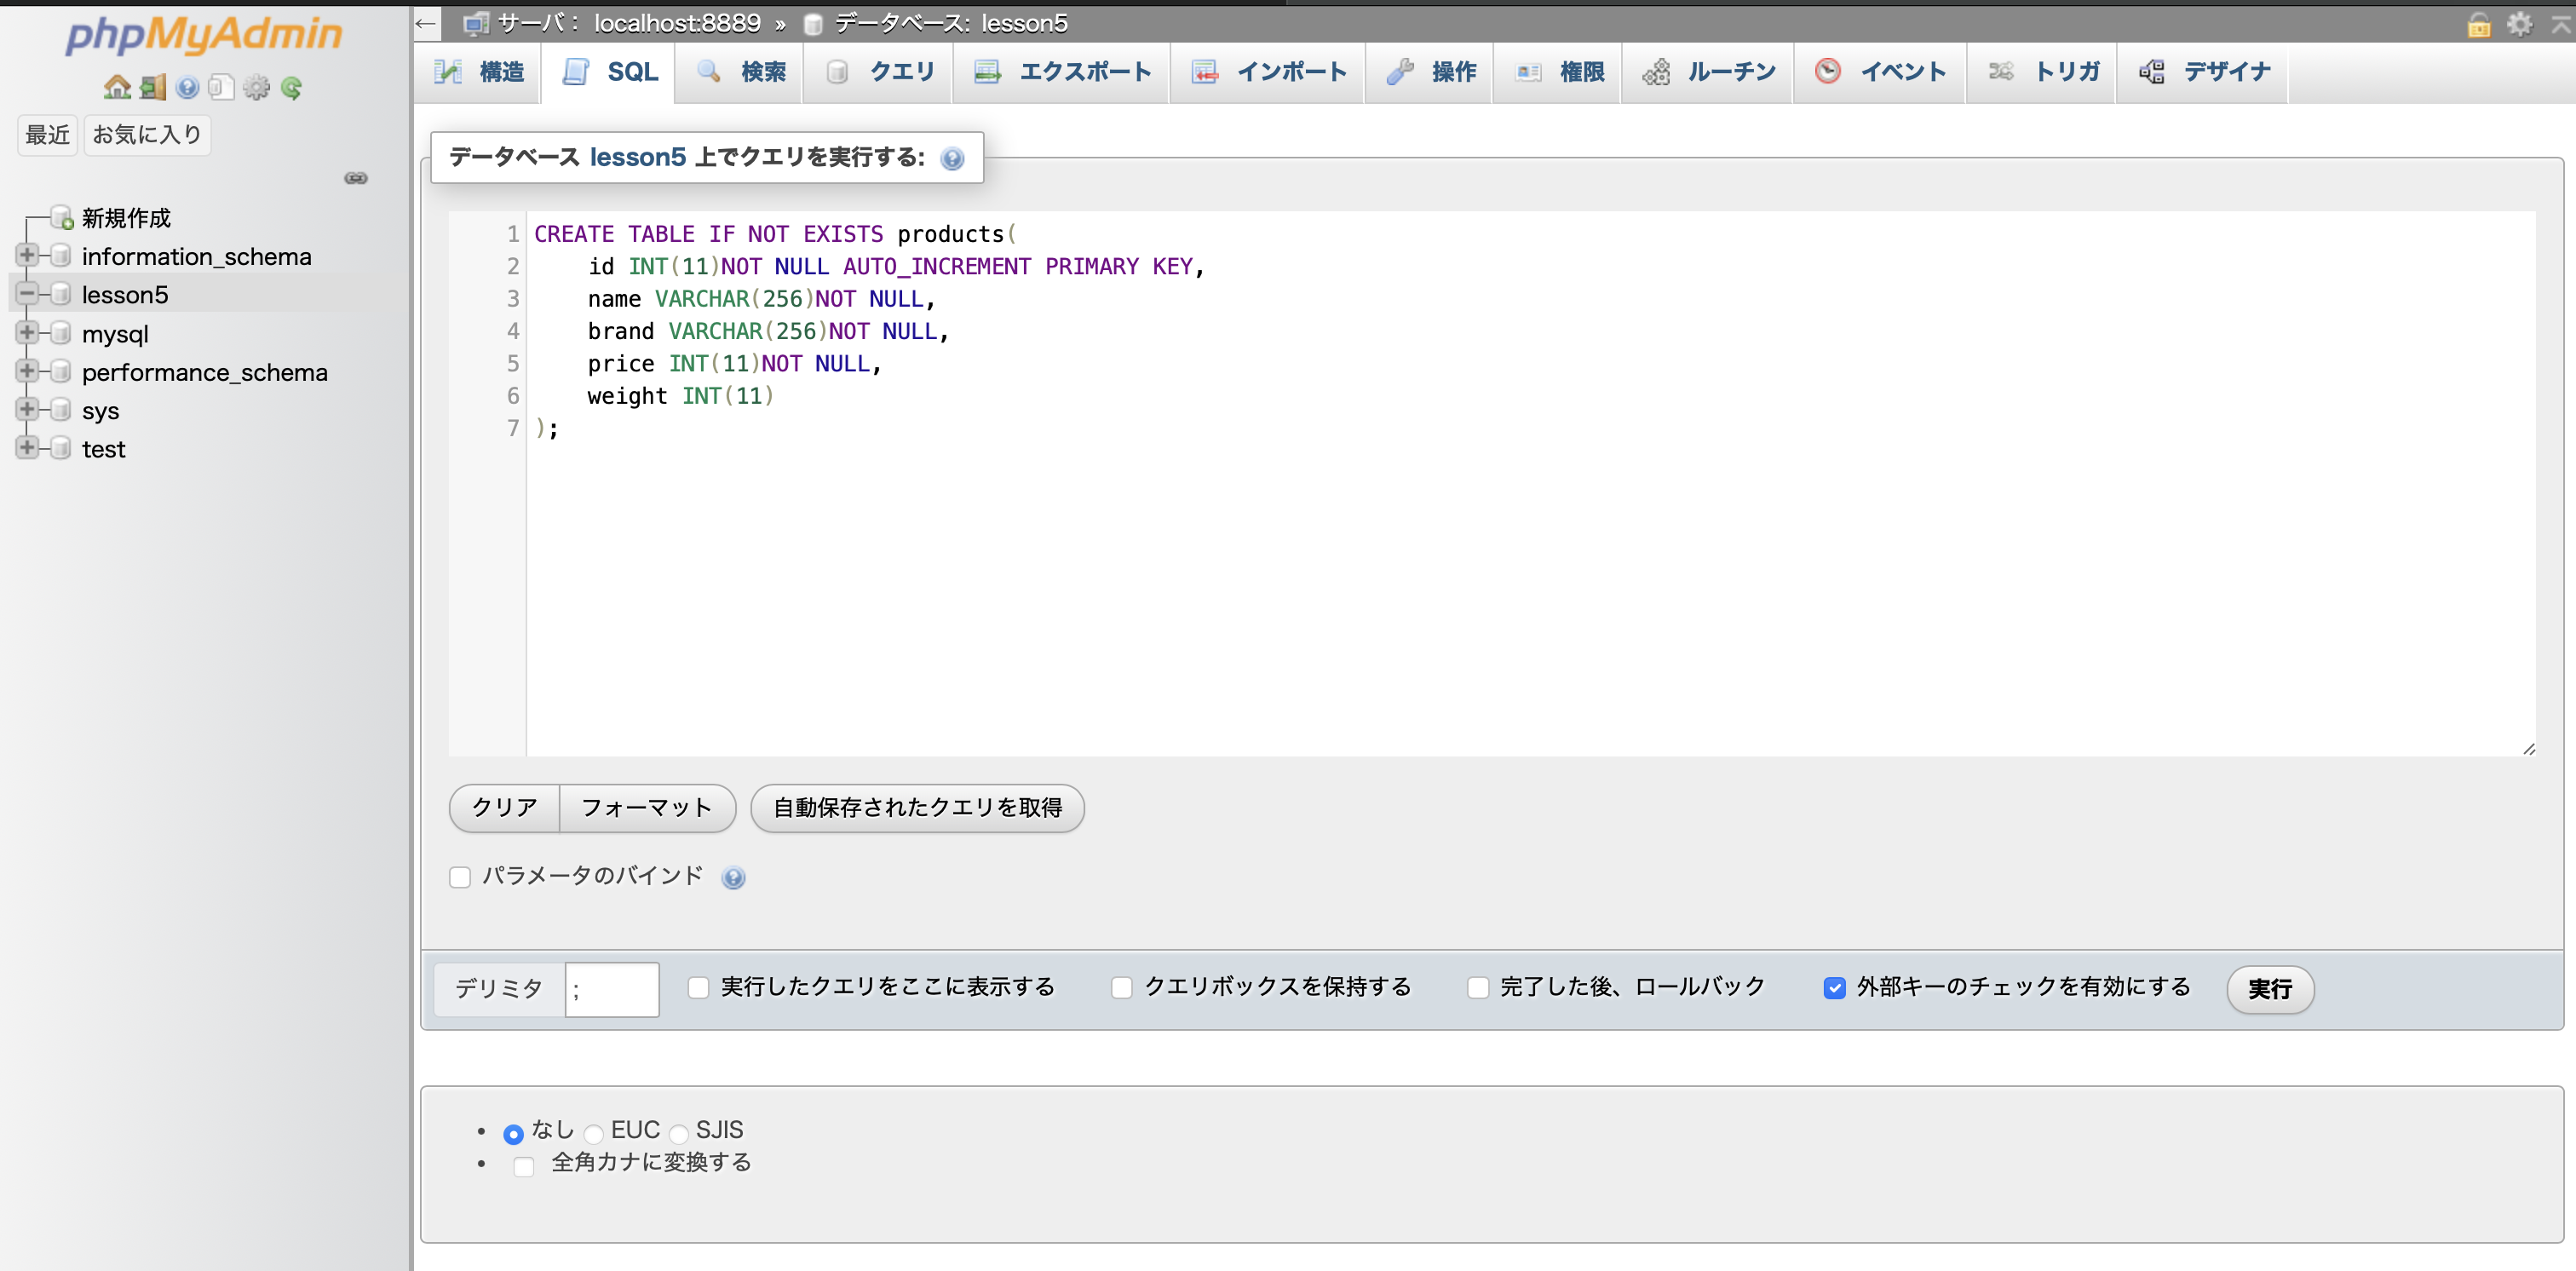 phpMyAdmin
最近 お気に入り
新規作成
information_schema
lesson5
mysql
performance_schema
sys
test
← サーバ： localhost:8889 » データベース: lesson5
構造 SQL 検索 クエリ エクスポート インポート 操作 権限 ルーチン イベント トリガ デザイナ
データベース lesson5 上でクエリを実行する:
1 CREATE TABLE IF NOT EXISTS products(
2 id INT(11)NOT NULL AUTO_INCREMENT PRIMARY KEY,
3 name VARCHAR(256)NOT NULL,
4 brand VARCHAR(256)NOT NULL,
5 price INT(11)NOT NULL,
6 weight INT(11)
7 );
クリア フォーマット 自動保存されたクエリを取得
パラメータのバインド
デリミタ ; 実行したクエリをここに表示する クエリボックスを保持する 完了した後、ロールバック 外部キーのチェックを有効にする 実行
• なし EUC SJIS
• 全角カナに変換する